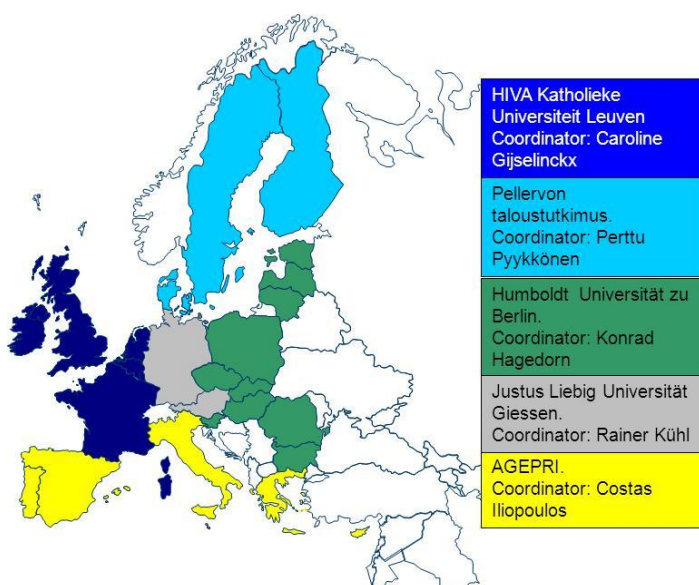 HIVA Katholieke
Universiteit Leuven
Coordinator: Caroline
Gijselinckx
Pellervon
taloustutkimus.
Coordinator: Perttu
Pyykkönen
Humboldt Universität zu
Berlin.
Coordinator: Konrad
Hagedorn
Justus Liebig Universität
Giessen.
Coordinator: Rainer Kühl
AGEPRI.
Coordinator: Costas
Iliopoulos